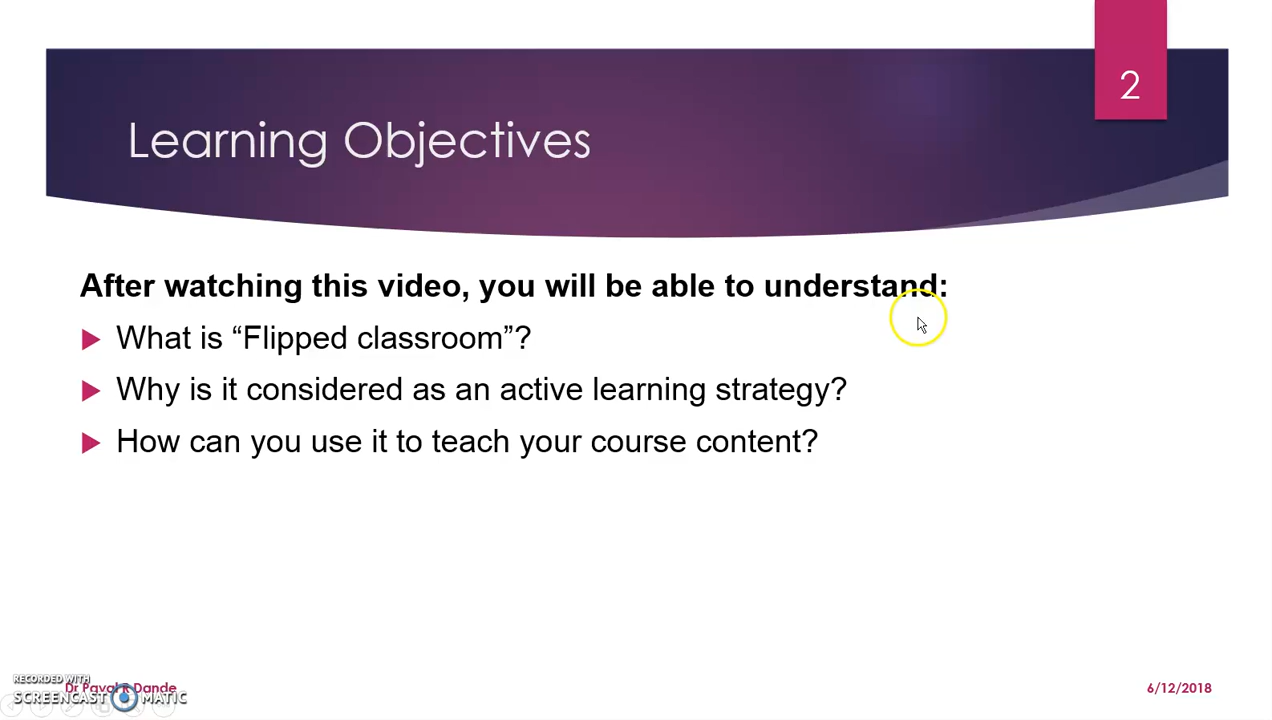 2
Learning Objectives
After watching this video, you will be able to understand:
What is “Flipped classroom”?
Why is it considered as an active learning strategy?
How can you use it to teach your course content?
RECORDED WITH
SCREENCAST MATIC
Dr Payal R Dande
6/12/2018